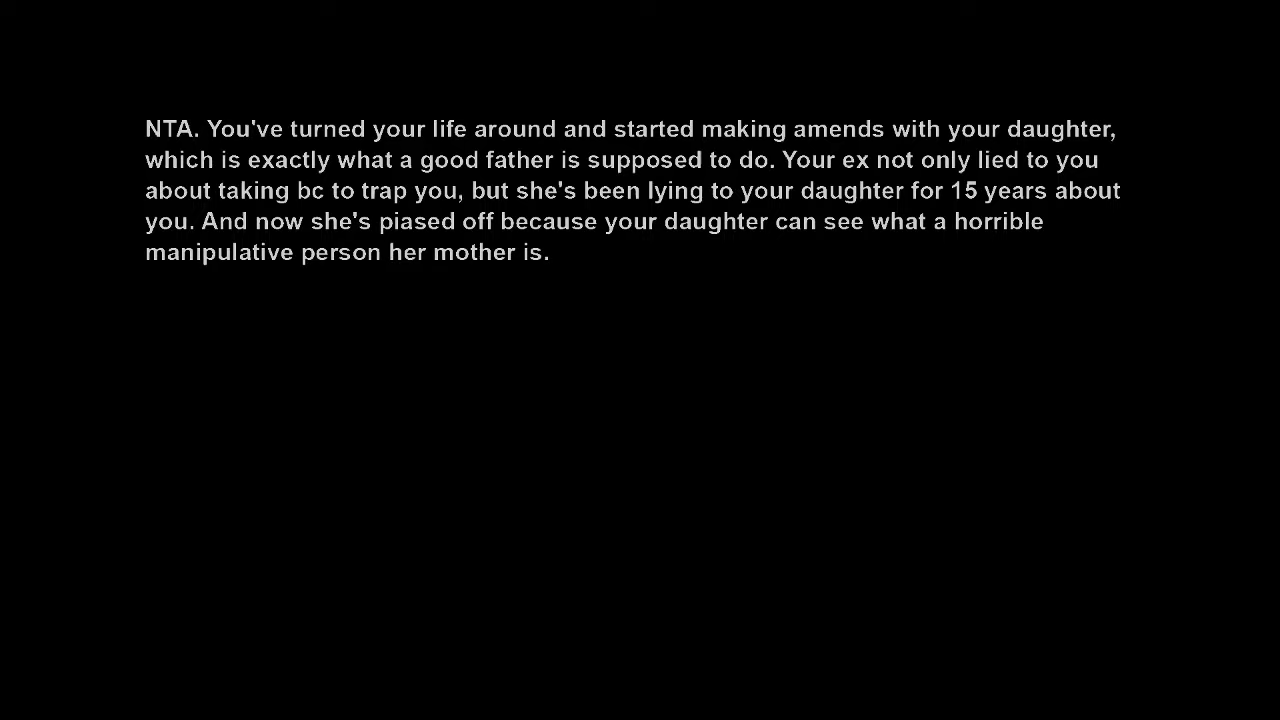 NTA. You've turned your life around and started making amends with your daughter,
which is exactly what a good father is supposed to do. Your ex not only lied to you
about taking bc to trap you, but she's been lying to your daughter for 15 years about
you. And now she's piased off because your daughter can see what a horrible
manipulative person her mother is.